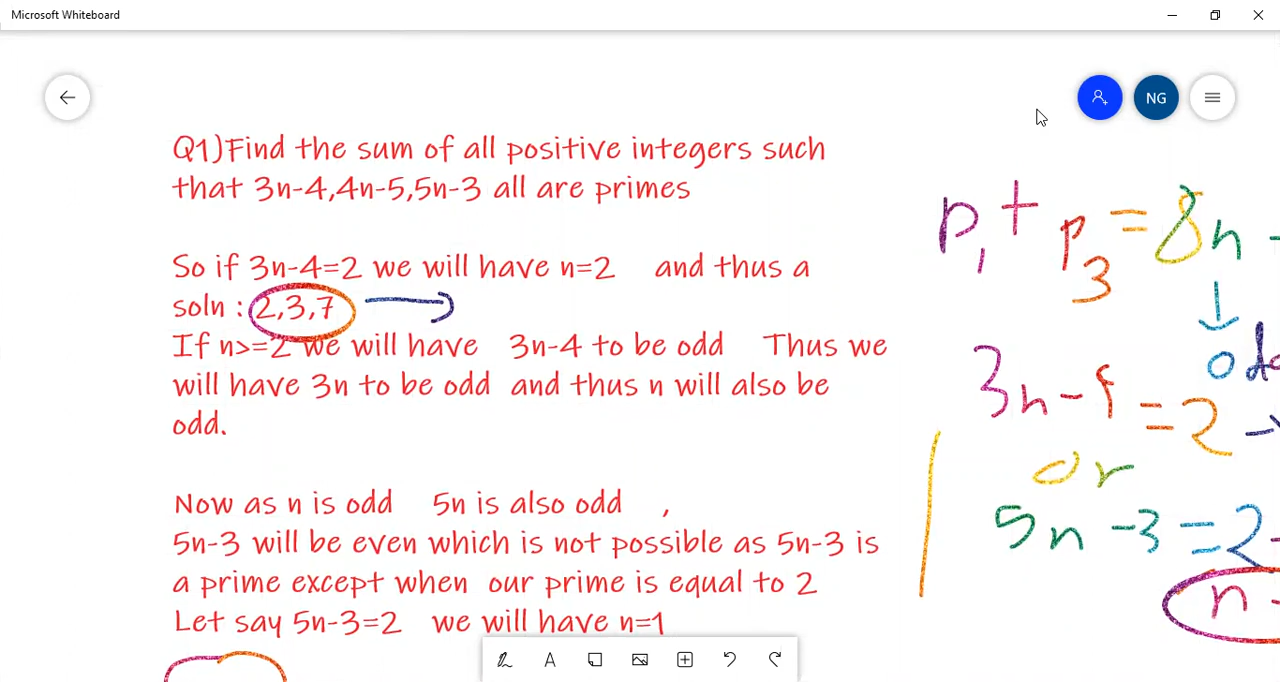 Microsoft Whiteboard
NG
Q1)Find the sum of all positive integers such
that 3n-4,4n-5,5n-3 all are primes
So if 3n-4=2 we will have n=2 and thus a
soln : 2,3,7
If n>=2 we will have 3n-4 to be odd Thus we
will have 3n to be odd and thus n will also be
odd.
Now as n is odd 5n is also odd ,
5n-3 will be even which is not possible as 5n-3 is
a prime except when our prime is equal to 2
Let say 5n-3=2 we will have n=1
p1 + p3 = 8n -
3n-4 = 2
or
5n-3=2
n